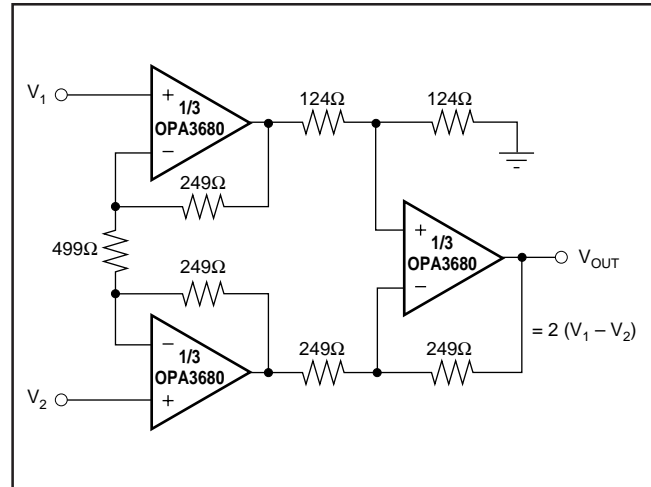 V1
+
1/3
OPA3680
−
124Ω
124Ω
249Ω
499Ω
249Ω
+
1/3
OPA3680
−
VOUT
= 2 (V1 – V2)
−
1/3
OPA3680
+
V2
249Ω
249Ω